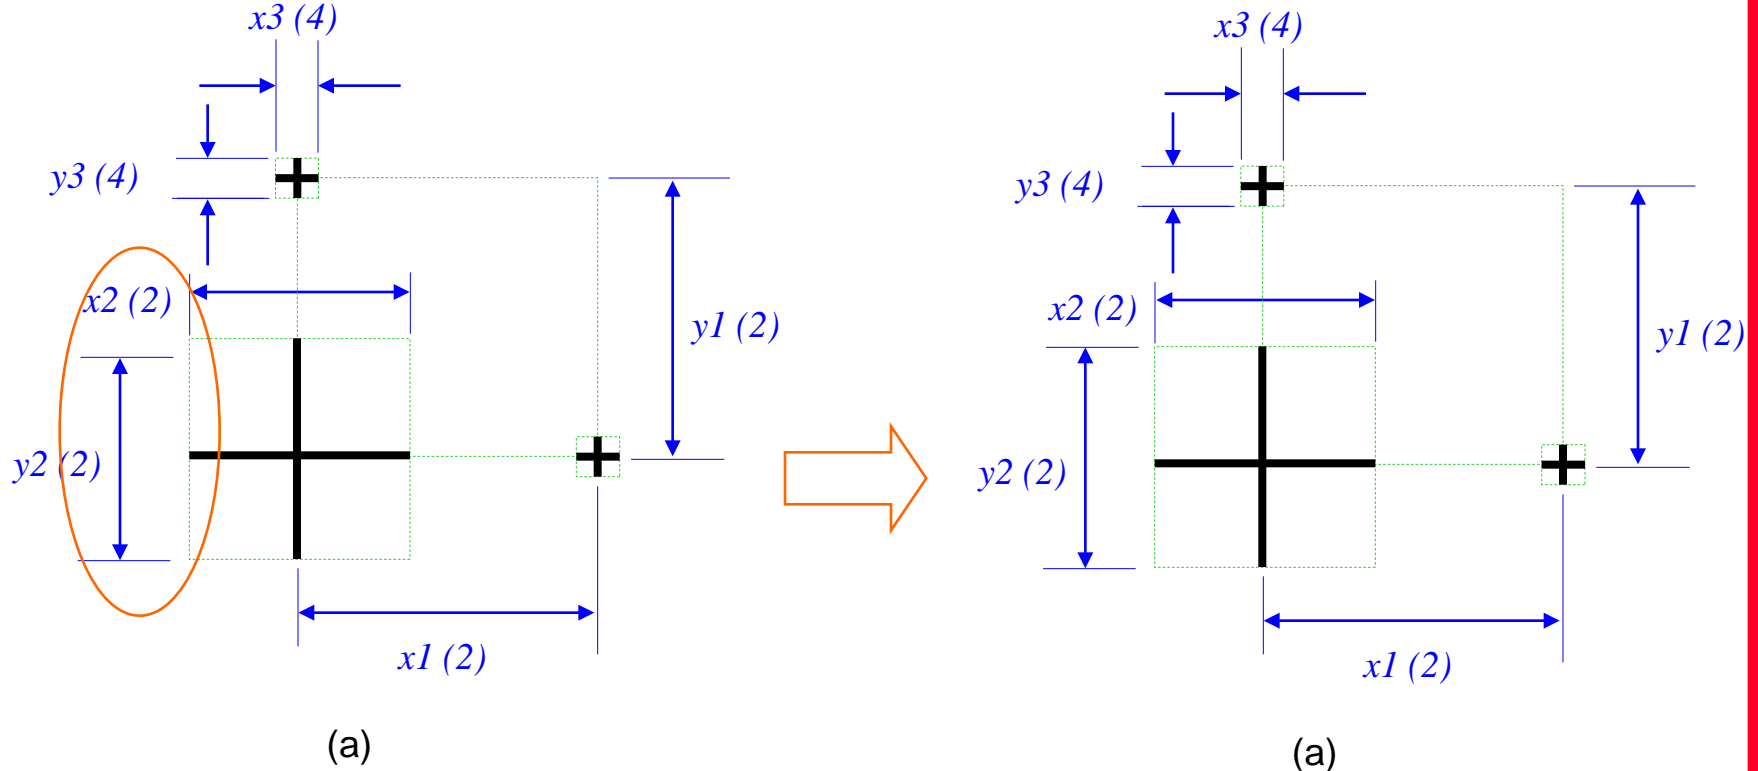 x3 (4)
y3 (4)
x2 (2)
y1 (2)
y2 (2)
x1 (2)
(a)
x3 (4)
y3 (4)
x2 (2)
y1 (2)
y2 (2)
x1 (2)
(a)